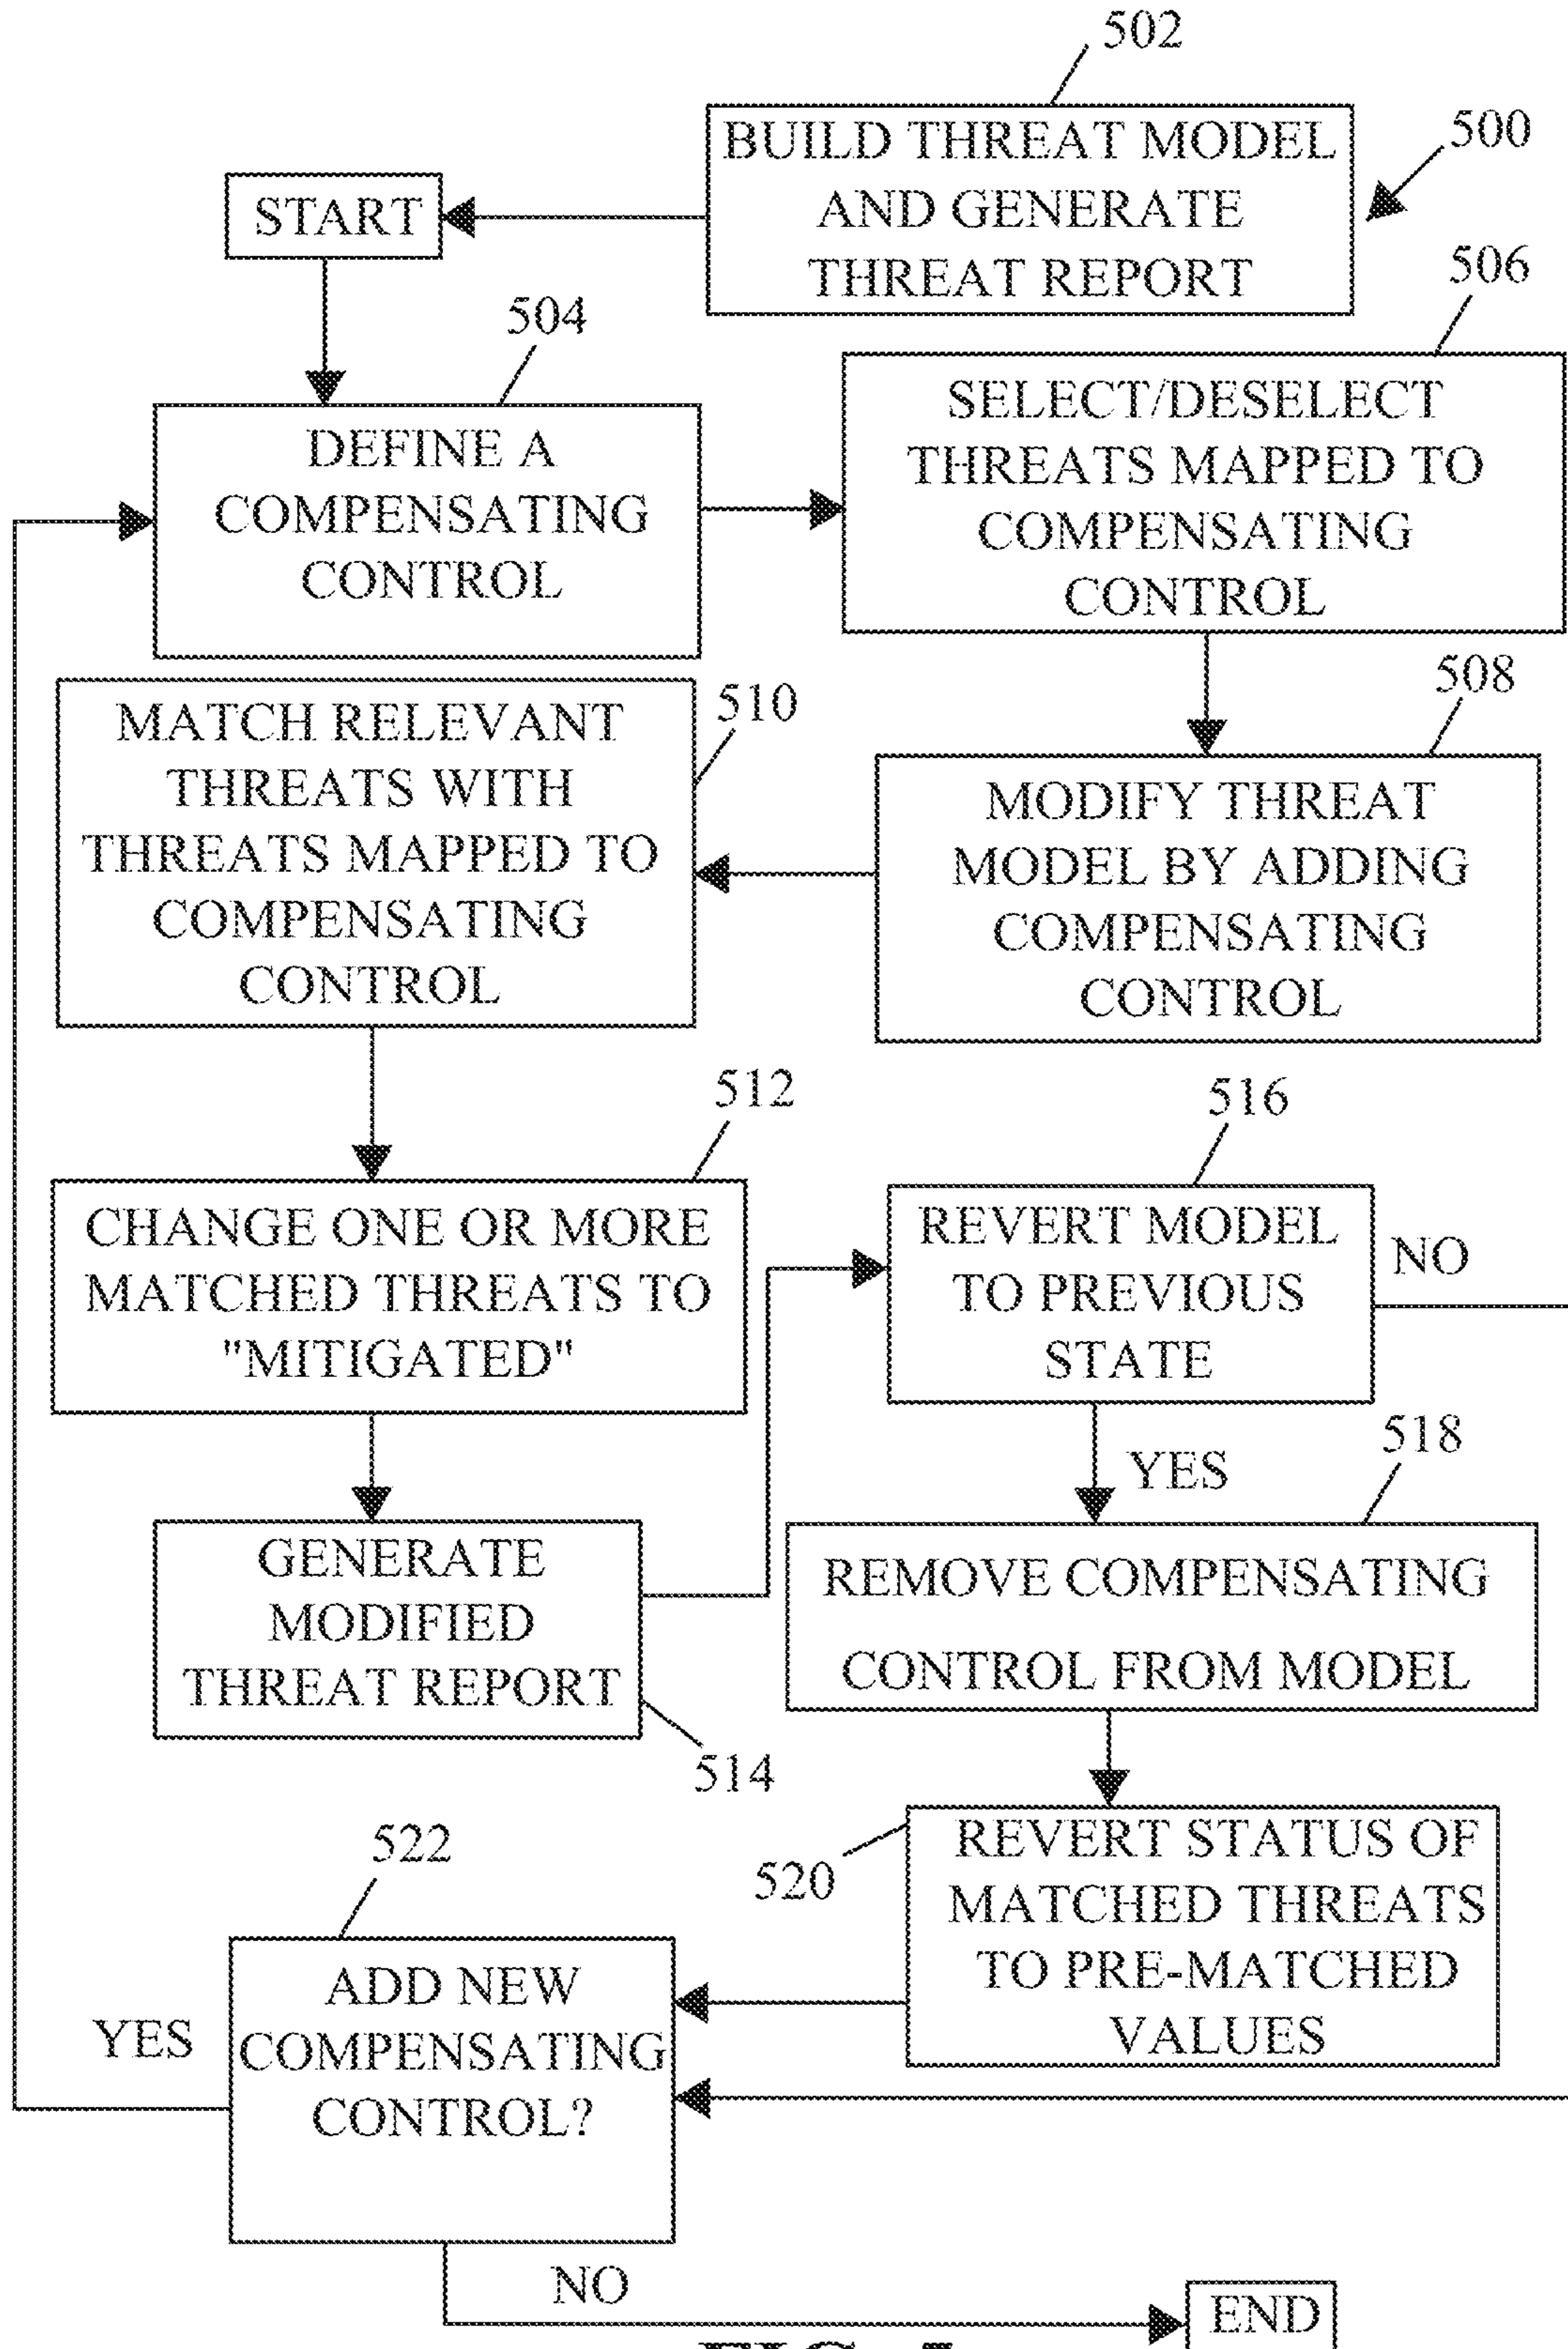 502
BUILD THREAT MODEL
AND GENERATE
THREAT REPORT
500
START
504
DEFINE A
COMPENSATING
CONTROL
506
SELECT/DESELECT
THREATS MAPPED TO
COMPENSATING
CONTROL
508
MODIFY THREAT
MODEL BY ADDING
COMPENSATING
CONTROL
510
MATCH RELEVANT
THREATS WITH
THREATS MAPPED TO
COMPENSATING
CONTROL
512
CHANGE ONE OR MORE
MATCHED THREATS TO
"MITIGATED"
GENERATE
MODIFIED
THREAT REPORT
514
516
REVERT MODEL
TO PREVIOUS
STATE
NO
YES
518
REMOVE COMPENSATING
CONTROL FROM MODEL
520
REVERT STATUS OF
MATCHED THREATS
TO PRE-MATCHED
VALUES
522
ADD NEW
COMPENSATING
CONTROL?
YES
NO
END